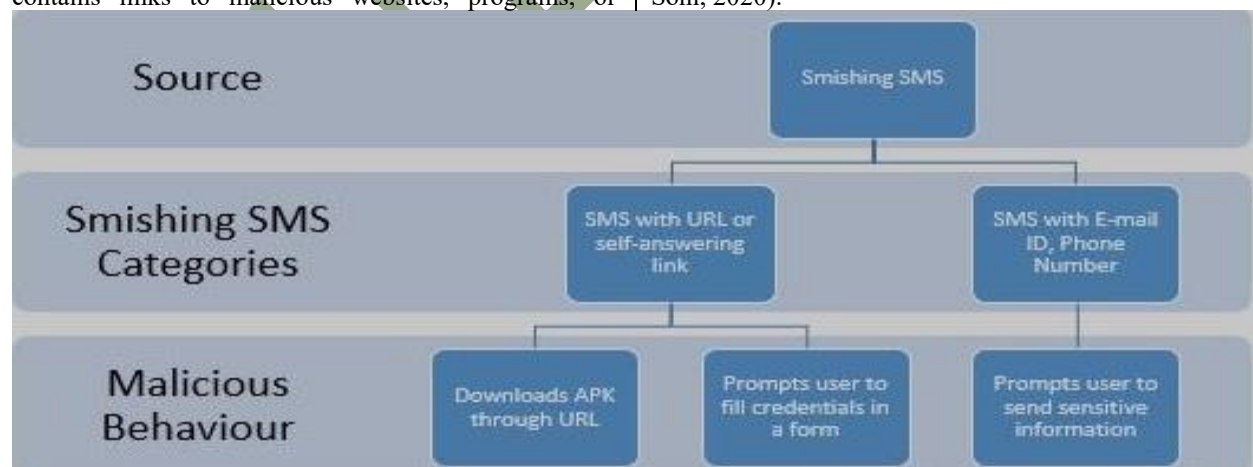 contains links to malicious websites, programs, or
Som, 2020).
Source
Smishing SMS
Smishing SMS
Categories
SMS with URL or
self-answering
link
SMS with E-mail
ID, Phone
Number
Malicious
Behaviour
Downloads APK
through URL
Prompts user to
fill credentials in
a form
Prompts user to
send sensitive
information